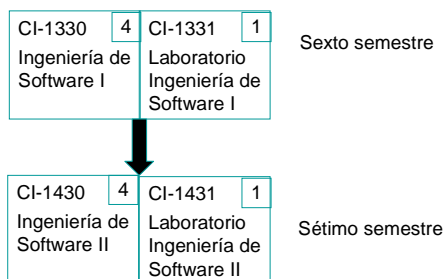 CI-1330 4
Ingeniería de
Software I
CI-1331 1
Laboratorio
Ingeniería de
Software I
Sexto semestre
CI-1430 4
Ingeniería de
Software II
CI-1431 1
Laboratorio
Ingeniería de
Software II
Sétimo semestre